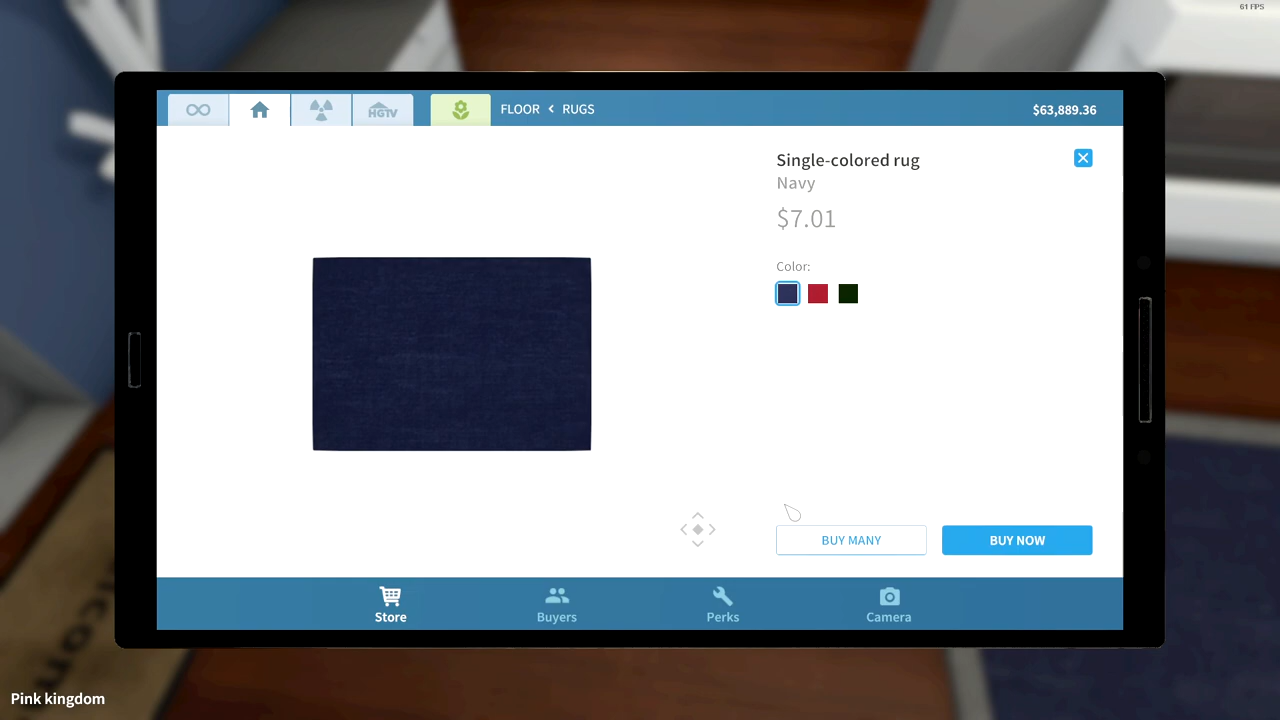 61 FPS
HGTV
FLOOR < RUGS
$63,889.36
Single-colored rug
Navy
$7.01
Color:
BUY MANY
BUY NOW
Store
Buyers
Perks
Camera
Pink kingdom